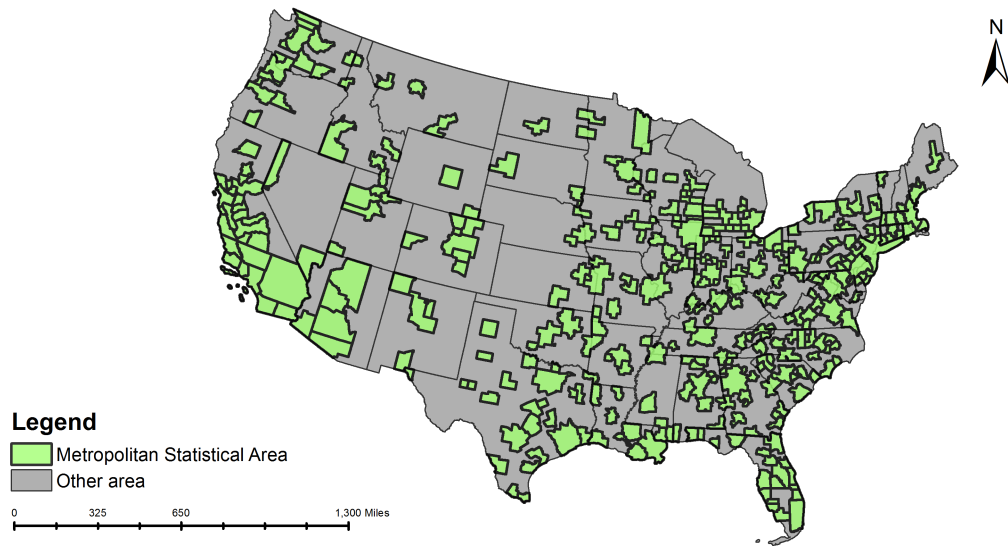 N
Legend
Metropolitan Statistical Area
Other area
0 325 650 1,300 Miles